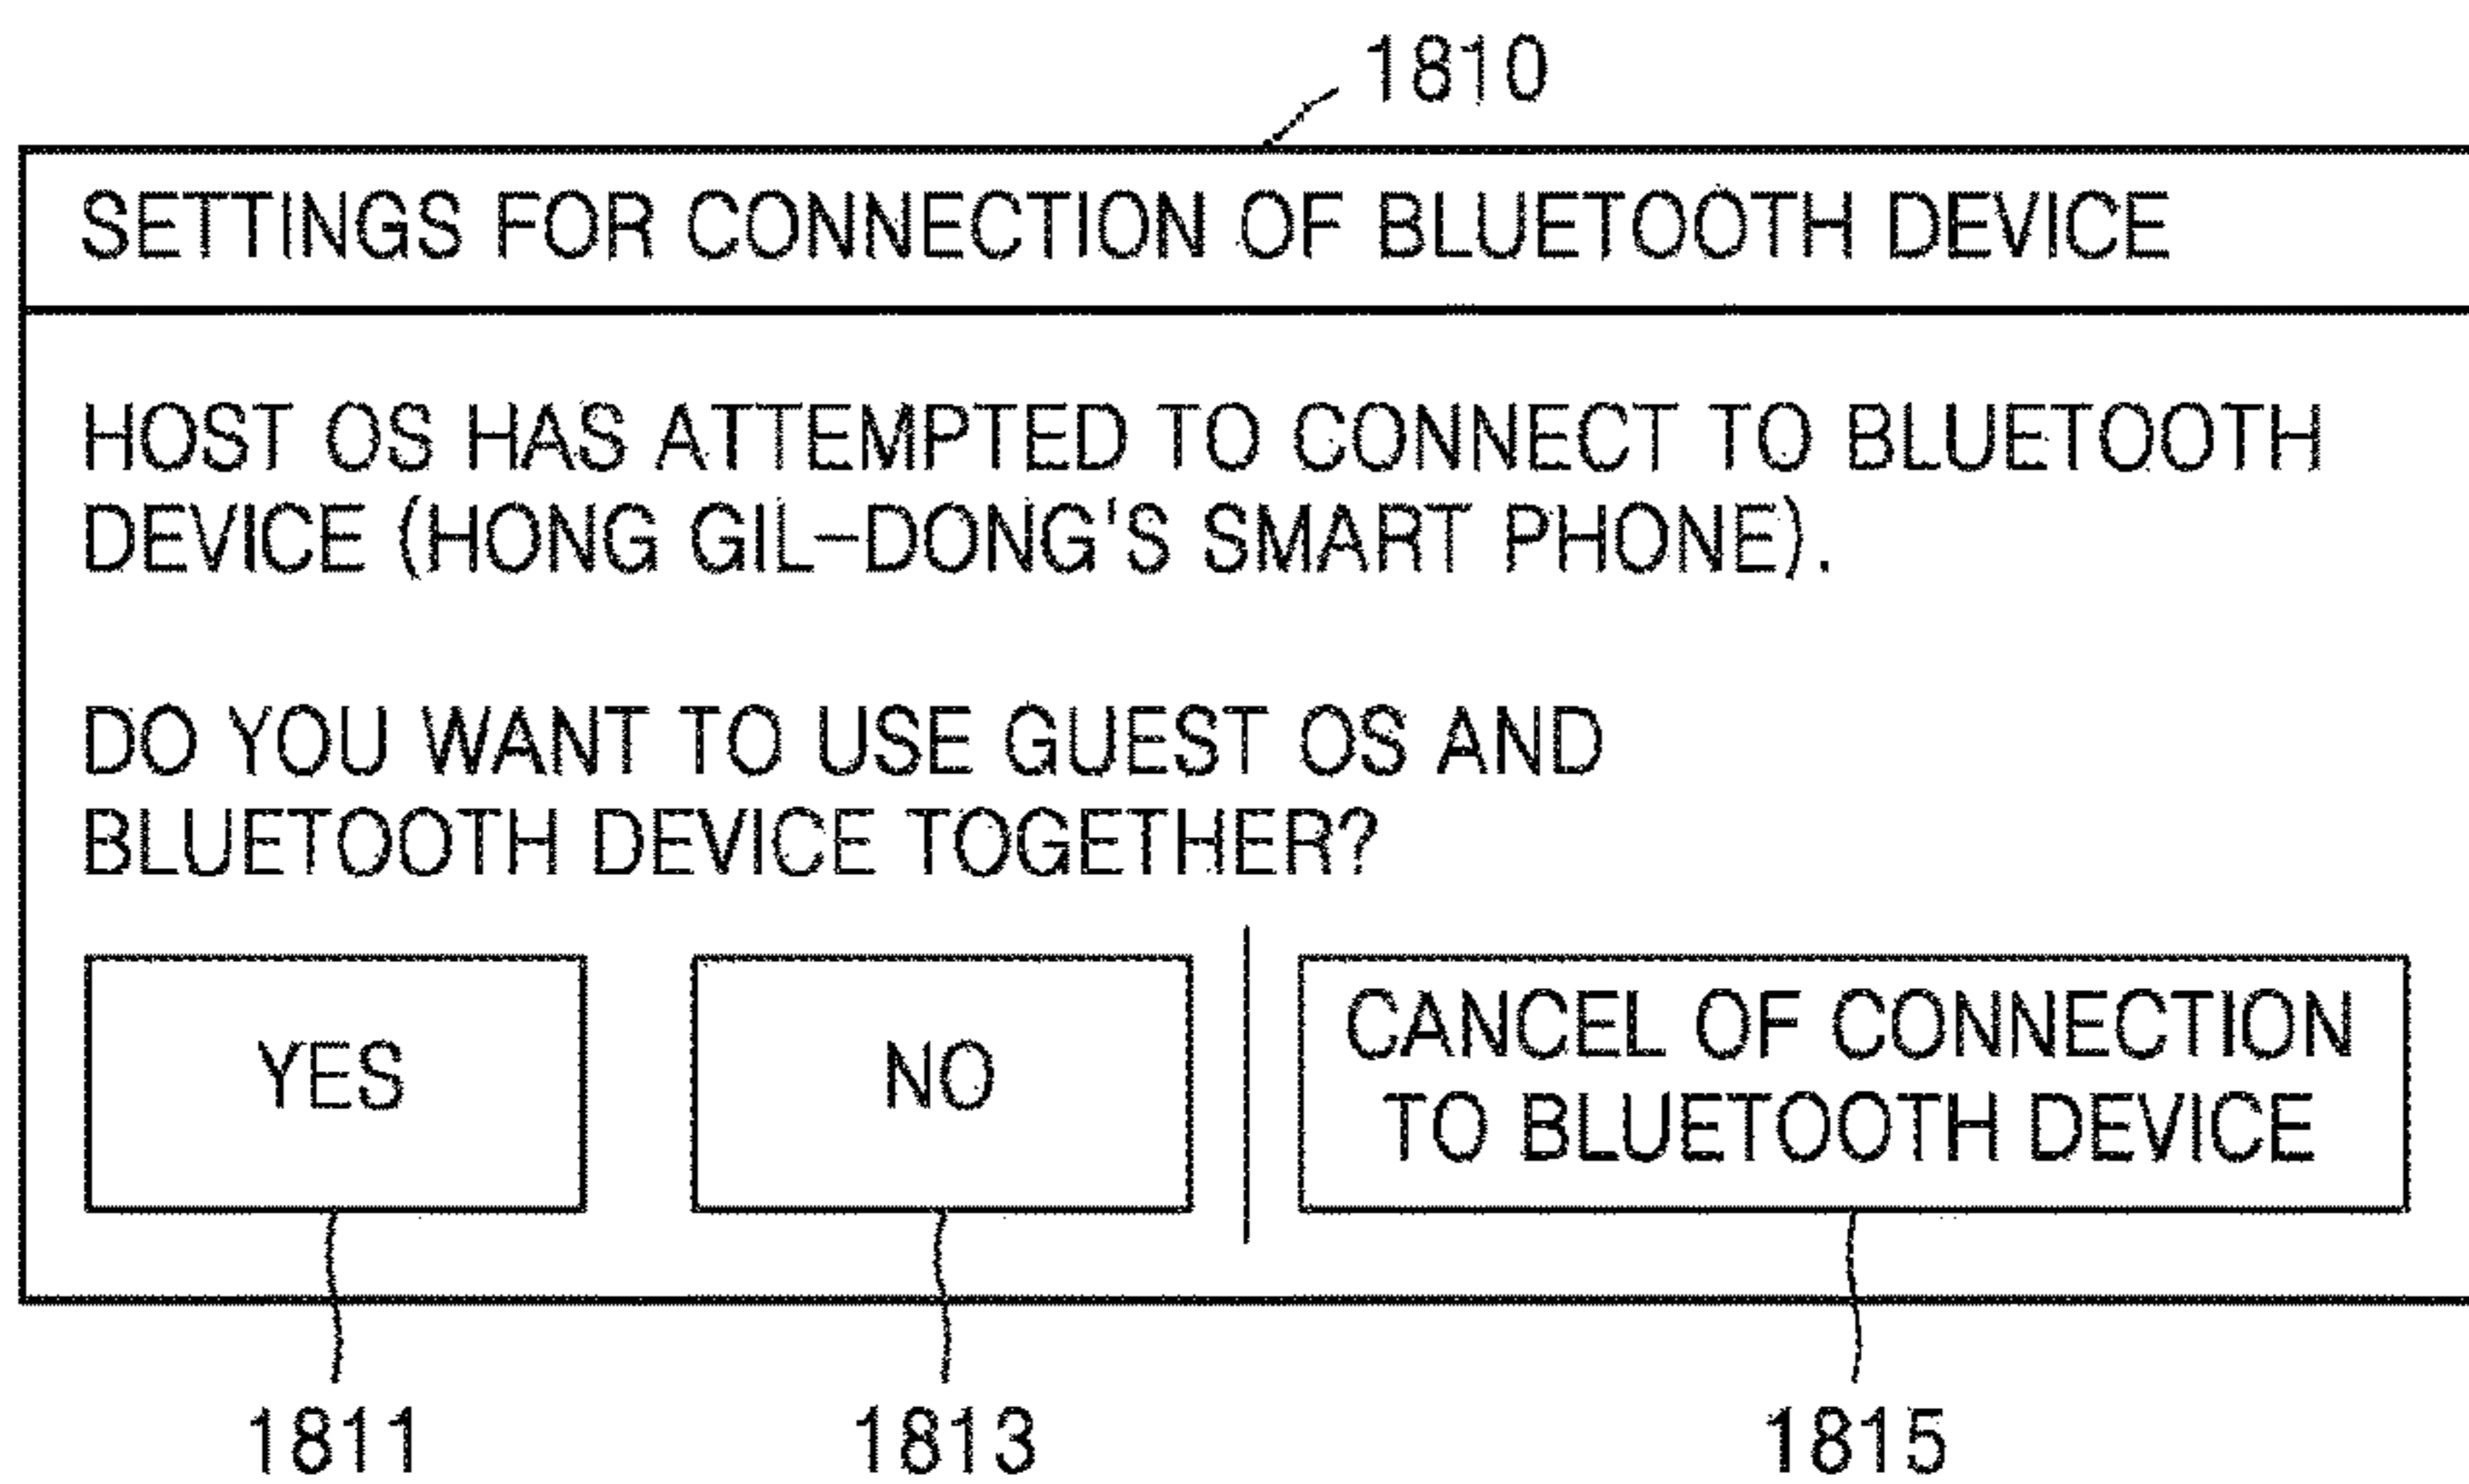 1810
SETTINGS FOR CONNECTION OF BLUETOOTH DEVICE
HOST OS HAS ATTEMPTED TO CONNECT TO BLUETOOTH
DEVICE (HONG GIL-DONG'S SMART PHONE).
DO YOU WANT TO USE GUEST OS AND
BLUETOOTH DEVICE TOGETHER?
YES
NO
CANCEL OF CONNECTION
TO BLUETOOTH DEVICE
1811
1813
1815